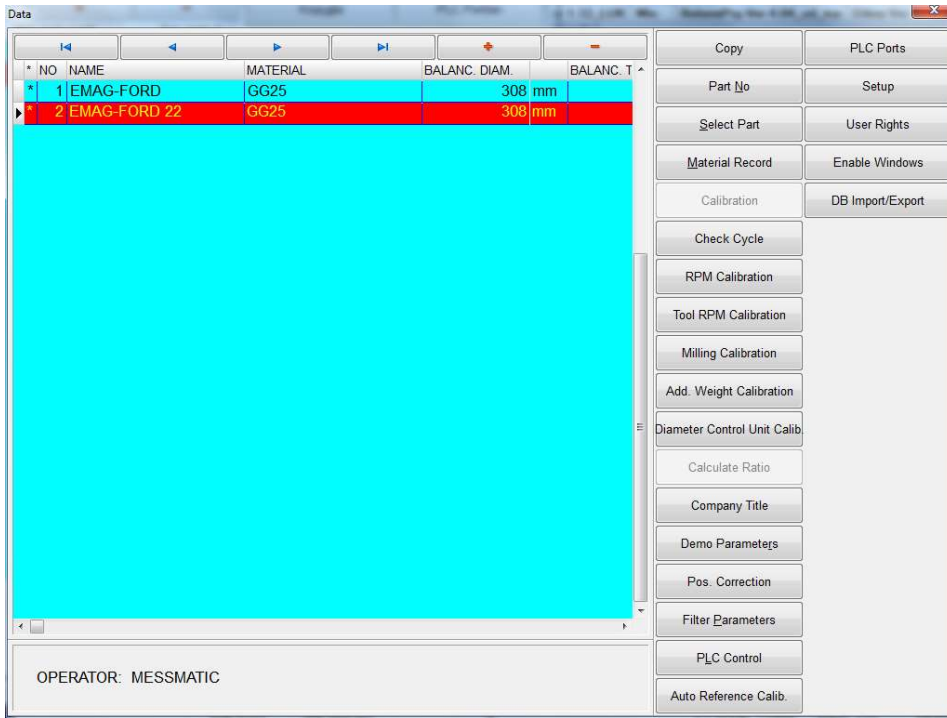 Data
* NO NAME MATERIAL BALANC. DIAM. BALANC. T
* 1 EMAG-FORD GG25 308 mm
* 2 EMAG-FORD 22 GG25 308 mm
OPERATOR: MESSMATIC
Copy
Part No
Select Part
Material Record
Calibration
Check Cycle
RPM Calibration
Tool RPM Calibration
Milling Calibration
Add. Weight Calibration
Diameter Control Unit Calib.
Calculate Ratio
Company Title
Demo Parameters
Pos. Correction
Filter Parameters
PLC Control
Auto Reference Calib.
PLC Ports
Setup
User Rights
Enable Windows
DB Import/Export